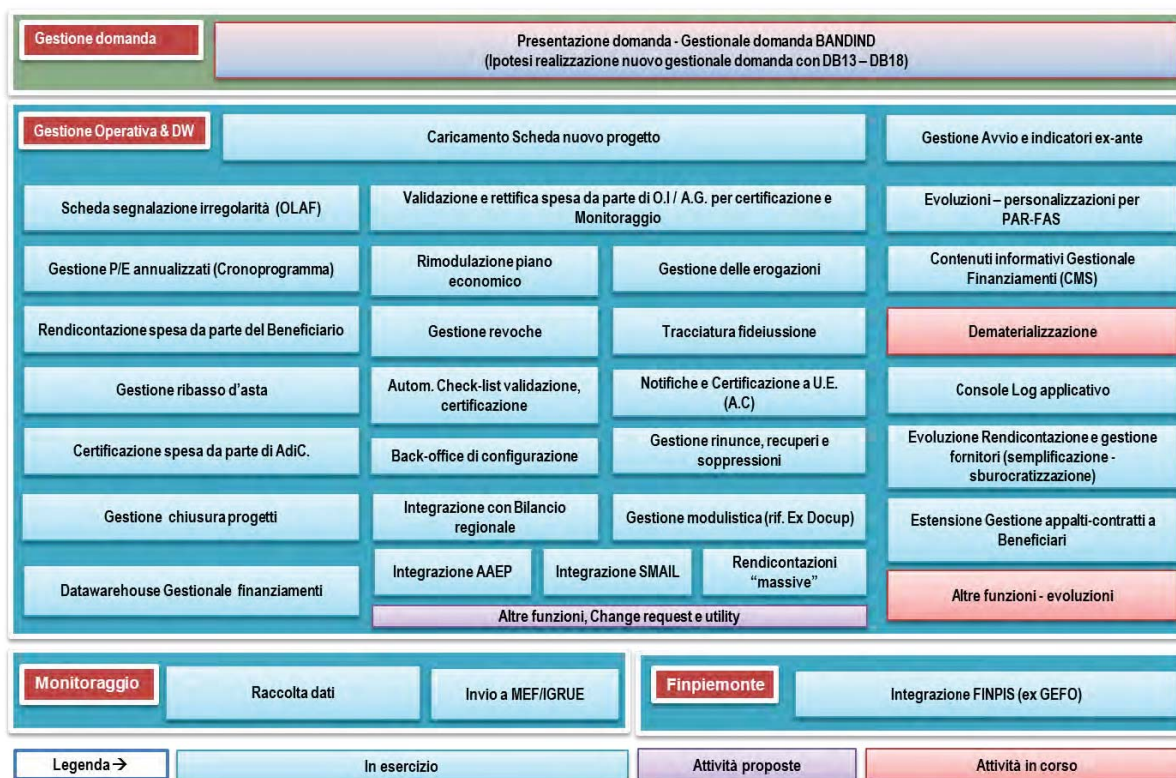 Gestione domanda
Presentazione domanda - Gestionale domanda BANDIND
(Ipotesi realizzazione nuovo gestionale domanda con DB13 – DB18)
Gestione Operativa & DW
Caricamento Scheda nuovo progetto
Gestione Avvio e indicatori ex-ante
Scheda segnalazione irregolarità (OLAF)
Validazione e rettifica spesa da parte di O.I / A.G. per certificazione e
Monitoraggio
Evoluzioni – personalizzazioni per
PAR-FAS
Gestione P/E annualizzati (Cronoprogramma)
Rimodulazione piano
economico
Gestione delle erogazioni
Contenuti informativi Gestionale
Finanziamenti (CMS)
Rendicontazione spesa da parte del Beneficiario
Gestione revoche
Tracciatura fideiussione
Dematerializzazione
Gestione ribasso d'asta
Autom. Check-list validazione,
certificazione
Notifiche e Certificazione a U.E.
(A.C)
Console Log applicativo
Certificazione spesa da parte di AdiC.
Back-office di configurazione
Gestione rinunce, recuperi e
soppressioni
Evoluzione Rendicontazione e gestione
fornitori (semplificazione -
sburocratizzazione)
Gestione chiusura progetti
Integrazione con Bilancio
regionale
Gestione modulistica (rif. Ex Docup)
Estensione Gestione appalti-contratti a
Beneficiari
Datawarehouse Gestionale finanziamenti
Integrazione AAEP
Integrazione SMAIL
Rendicontazioni
“massive”
Altre funzioni - evoluzioni
Altre funzioni, Change request e utility
Monitoraggio
Raccolta dati
Invio a MEF/IGRUE
Finpiemonte
Integrazione FINPIS (ex GEFO)
Legenda →
In esercizio
Attività proposte
Attività in corso